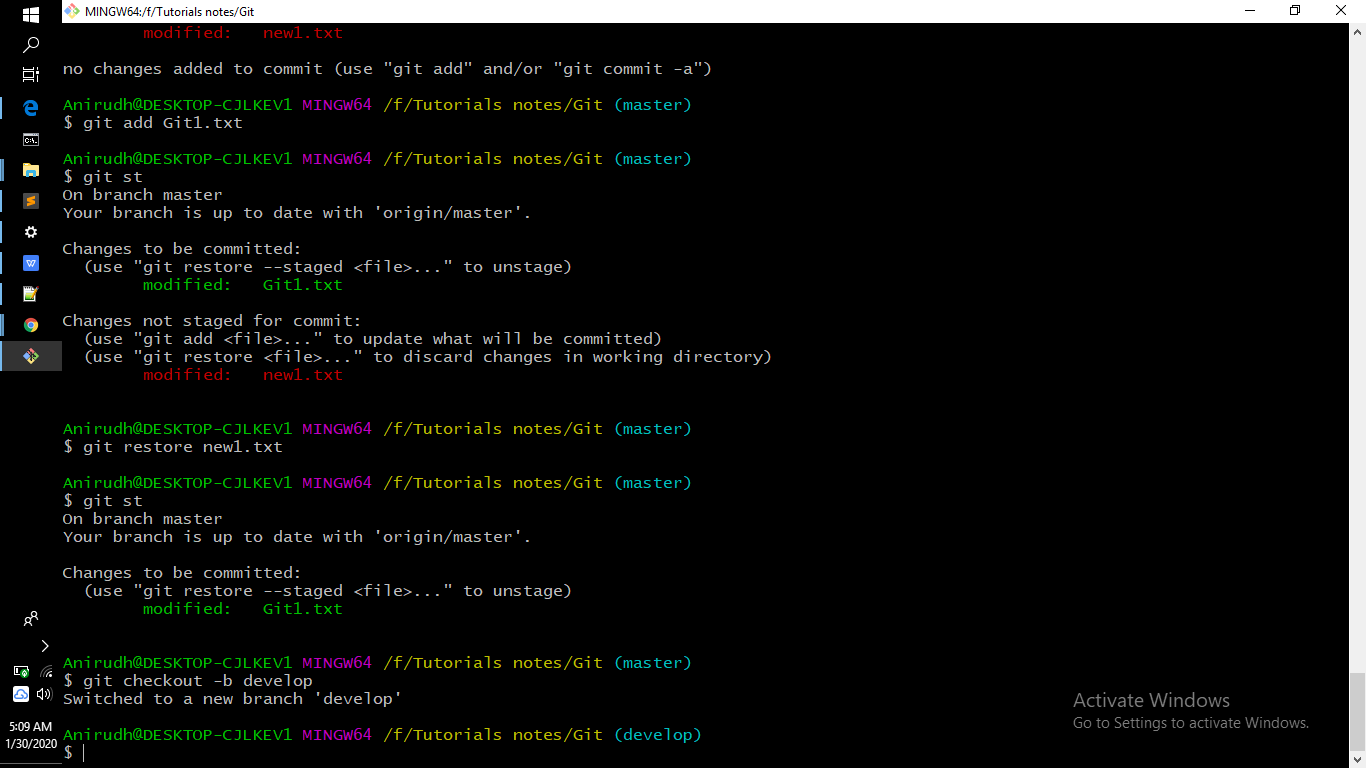 MINGW64:/f/Tutorials notes/Git
modified: new1.txt
no changes added to commit (use "git add" and/or "git commit -a")
Anirudh@DESKTOP-CJLKEV1 MINGW64 /f/Tutorials notes/Git (master)
$ git add Git1.txt
Anirudh@DESKTOP-CJLKEV1 MINGW64 /f/Tutorials notes/Git (master)
$ git st
On branch master
Your branch is up to date with 'origin/master'.
Changes to be committed:
(use "git restore --staged <file>..." to unstage)
modified: Git1.txt
Changes not staged for commit:
(use "git add <file>..." to update what will be committed)
(use "git restore <file>..." to discard changes in working directory)
modified: new1.txt
Anirudh@DESKTOP-CJLKEV1 MINGW64 /f/Tutorials notes/Git (master)
$ git restore new1.txt
Anirudh@DESKTOP-CJLKEV1 MINGW64 /f/Tutorials notes/Git (master)
$ git st
On branch master
Your branch is up to date with 'origin/master'.
Changes to be committed:
(use "git restore --staged <file>..." to unstage)
modified: Git1.txt
Anirudh@DESKTOP-CJLKEV1 MINGW64 /f/Tutorials notes/Git (master)
$ git checkout -b develop
Switched to a new branch 'develop'
Anirudh@DESKTOP-CJLKEV1 MINGW64 /f/Tutorials notes/Git (develop)
$
Activate Windows
Go to Settings to activate Windows.
5:09 AM
1/30/2020